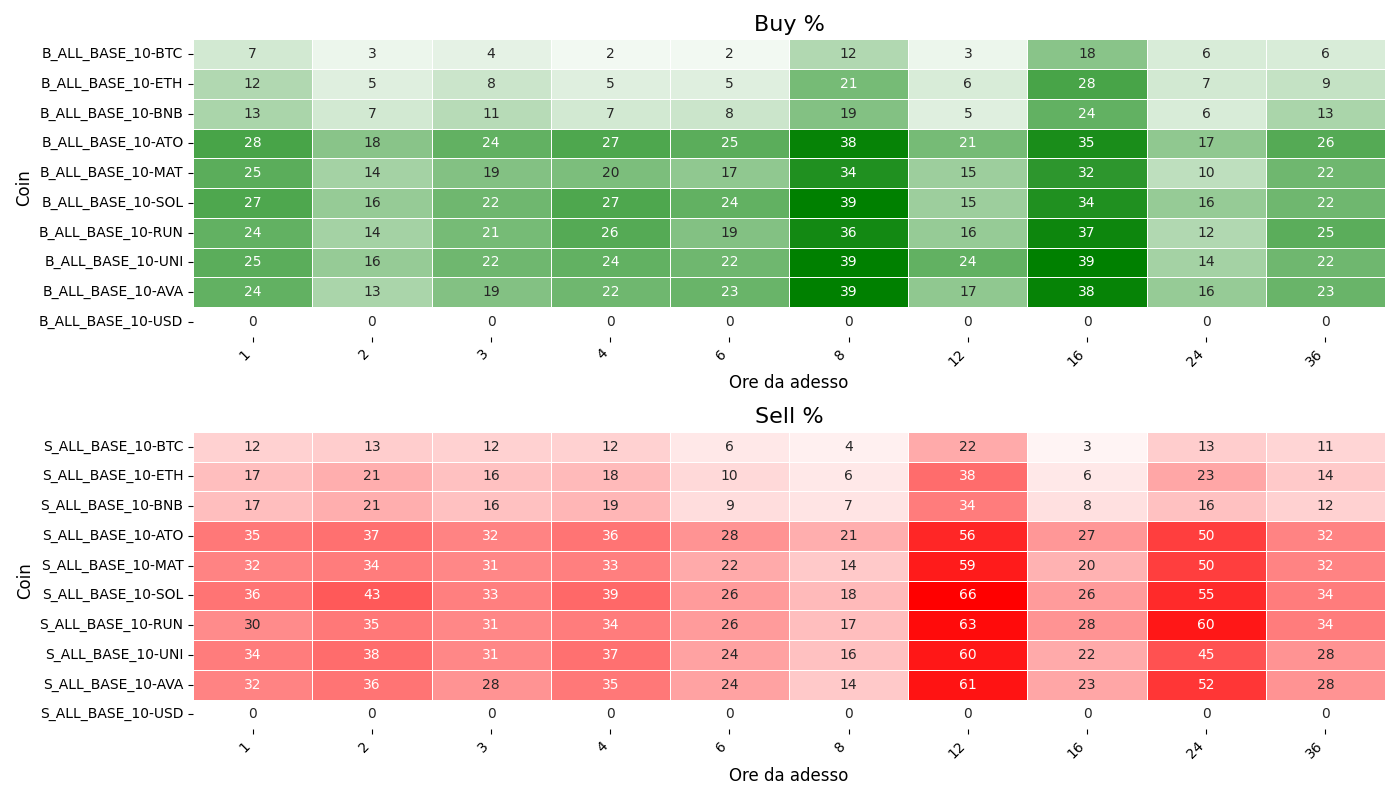 Buy %
Coin
B_ALL_BASE_10-BTC 7 3 4 2 2 12 3 18 6 6
B_ALL_BASE_10-ETH 12 5 8 5 5 21 6 28 7 9
B_ALL_BASE_10-BNB 13 7 11 7 8 19 5 24 6 13
B_ALL_BASE_10-ATO 28 18 24 27 25 38 21 35 17 26
B_ALL_BASE_10-MAT 25 14 19 20 17 34 15 32 10 22
B_ALL_BASE_10-SOL 27 16 22 27 24 39 15 34 16 22
B_ALL_BASE_10-RUN 24 14 21 26 19 36 16 37 12 25
B_ALL_BASE_10-UNI 25 16 22 24 22 39 24 39 14 22
B_ALL_BASE_10-AVA 24 13 19 22 23 39 17 38 16 23
B_ALL_BASE_10-USD 0 0 0 0 0 0 0 0 0 0
1 2 3 4 6 8 12 16 24 36
Ore da adesso
Sell %
Coin
S_ALL_BASE_10-BTC 12 13 12 12 6 4 22 3 13 11
S_ALL_BASE_10-ETH 17 21 16 18 10 6 38 6 23 14
S_ALL_BASE_10-BNB 17 21 16 19 9 7 34 8 16 12
S_ALL_BASE_10-ATO 35 37 32 36 28 21 56 27 50 32
S_ALL_BASE_10-MAT 32 34 31 33 22 14 59 20 50 32
S_ALL_BASE_10-SOL 36 43 33 39 26 18 66 26 55 34
S_ALL_BASE_10-RUN 30 35 31 34 26 17 63 28 60 34
S_ALL_BASE_10-UNI 34 38 31 37 24 16 60 22 45 28
S_ALL_BASE_10-AVA 32 36 28 35 24 14 61 23 52 28
S_ALL_BASE_10-USD 0 0 0 0 0 0 0 0 0 0
1 2 3 4 6 8 12 16 24 36
Ore da adesso